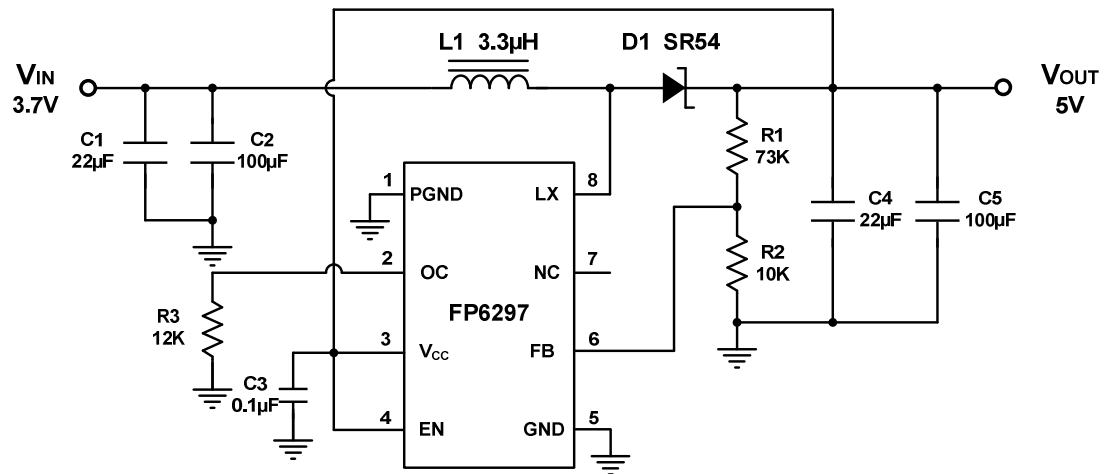 L1 3.3µH
D1 SR54
VIN
3.7V
VOUT
5V
C1
22µF
C2
100µF
R1
73K
C4
22µF
C5
100µF
1
PGND
LX
8
2
OC
NC
7
R2
10K
FP6297
R3
12K
3
VCC
FB
6
C3
0.1µF
4
EN
GND
5